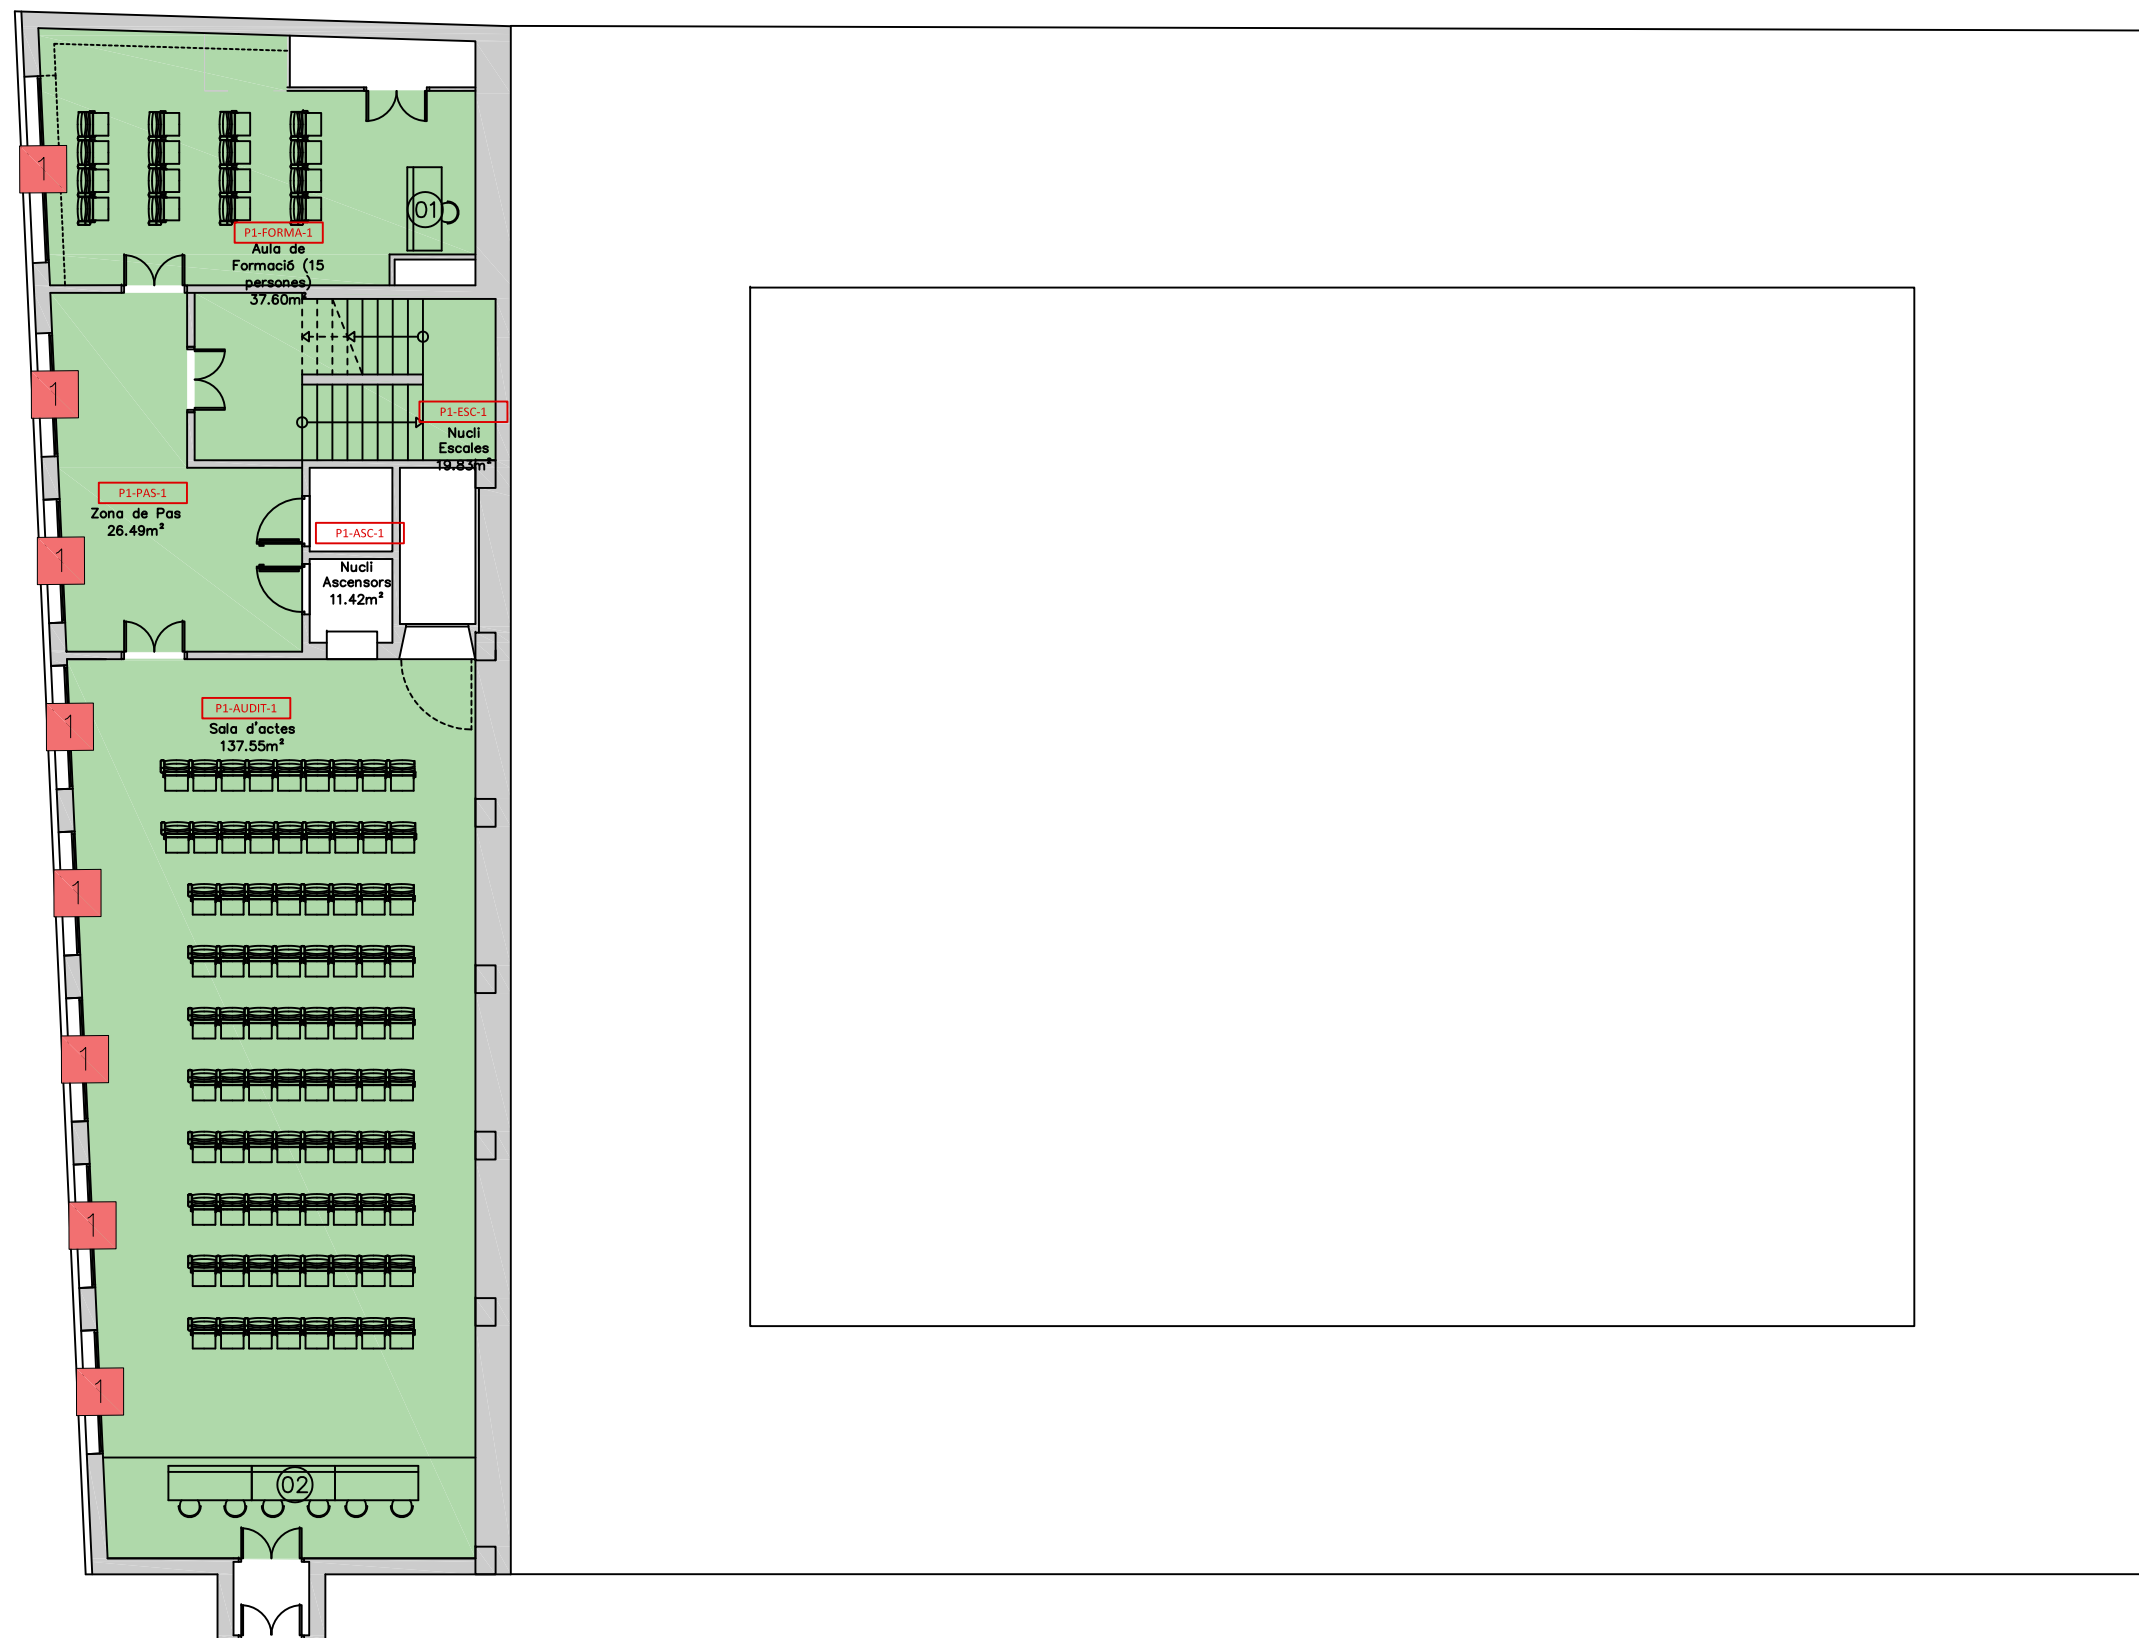 1
01
P1-FORMA-1
Aula de
Formació (15
persones)
37.60m²
1
P1-ESC-1
Nucli
Escales
19.83m²
P1-PAS-1
Zona de Pas
26.49m²
1
P1-ASC-1
Nucli
Ascensors
11.42m²
1
P1-AUDIT-1
Sala d'actes
137.55m²
1
1
1
1
02